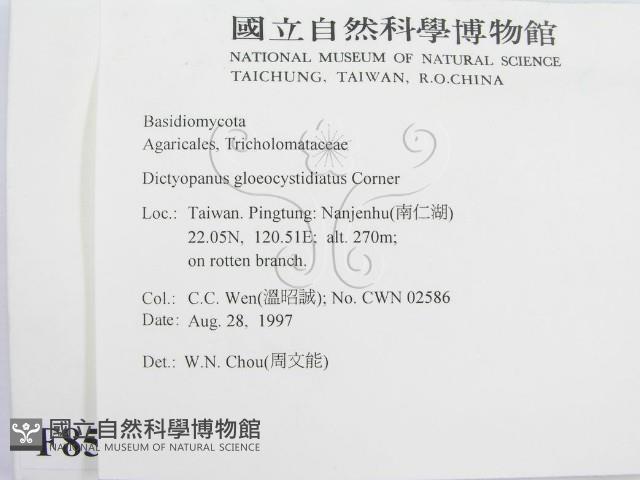 國立自然科學博物館
NATIONAL MUSEUM OF NATURAL SCIENCE
TAICHUNG, TAIWAN, R.O.CHINA
Basidiomycota
Agaricales, Tricholomataceae
Dictyopanus gloeocystidiatus Corner
Loc.: Taiwan. Pingtung: Nanjenhu(南仁湖)
22.05N, 120.51E; alt. 270m;
on rotten branch.
Col.: C.C. Wen(溫昭誠); No. CWN 02586
Date: Aug. 28, 1997
Det.: W.N. Chou(周文能)
F85
國立自然科學博物館
NATIONAL MUSEUM OF NATURAL SCIENCE